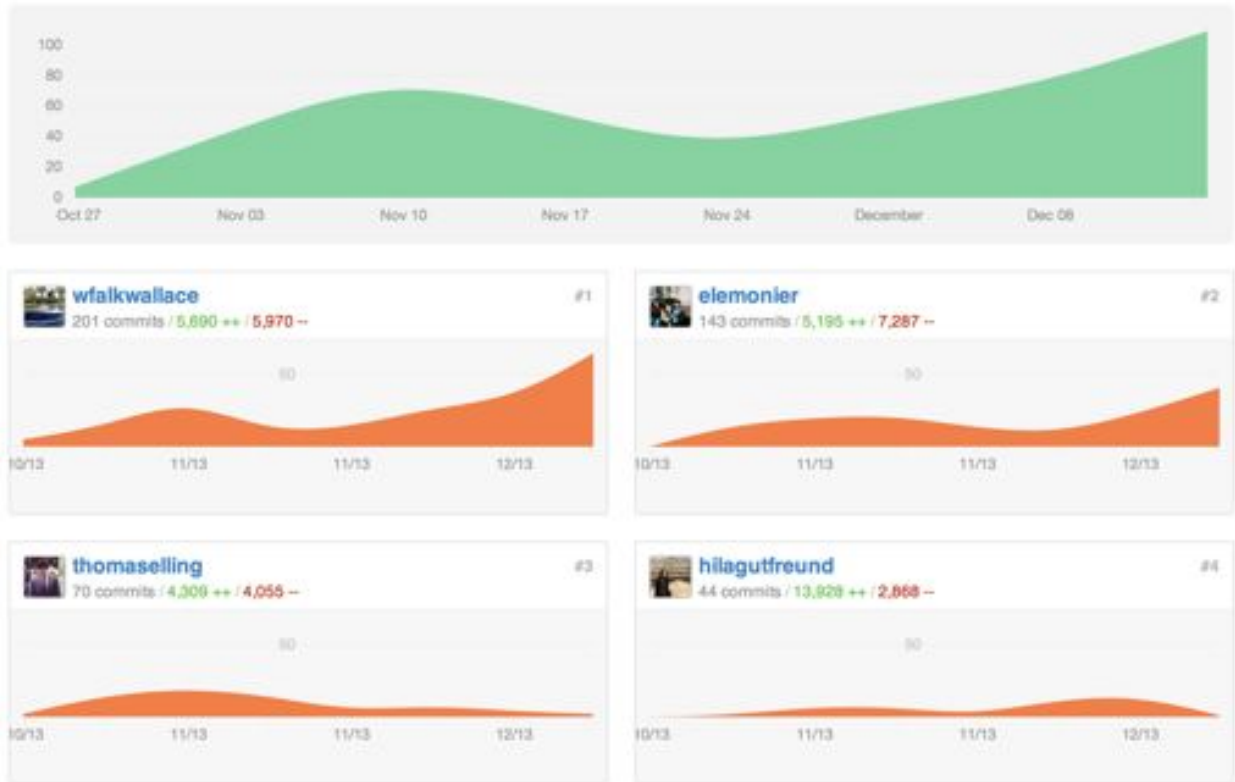 100
80
60
40
20
0
Oct 27 Nov 03 Nov 10 Nov 17 Nov 24 December Dec 08
wfalkwallace #1
201 commits / 5,690 ++ / 5,970 --
50
10/13 11/13 11/13 12/13
elemonier #2
143 commits / 5,195 ++ / 7,287 --
50
10/13 11/13 11/13 12/13
thomaselling #3
70 commits / 4,309 ++ / 4,055 --
50
10/13 11/13 11/13 12/13
hilagutfreund #4
44 commits / 13,928 ++ / 2,868 --
50
10/13 11/13 11/13 12/13